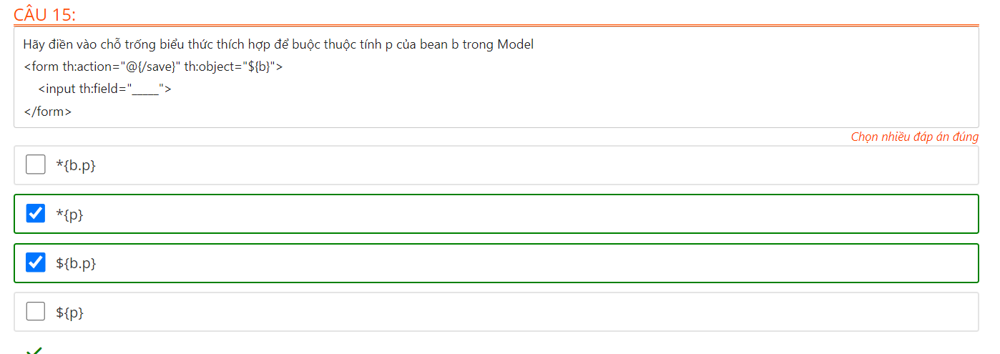 CÂU 15:
Hãy điền vào chỗ trống biểu thức thích hợp để buộc thuộc tính p của bean b trong Model
<form th:action="@{/save}" th:object="${b}">
<input th:field="_____">
</form>
Chọn nhiều đáp án đúng
*{b.p}
*{p}
${b.p}
${p}